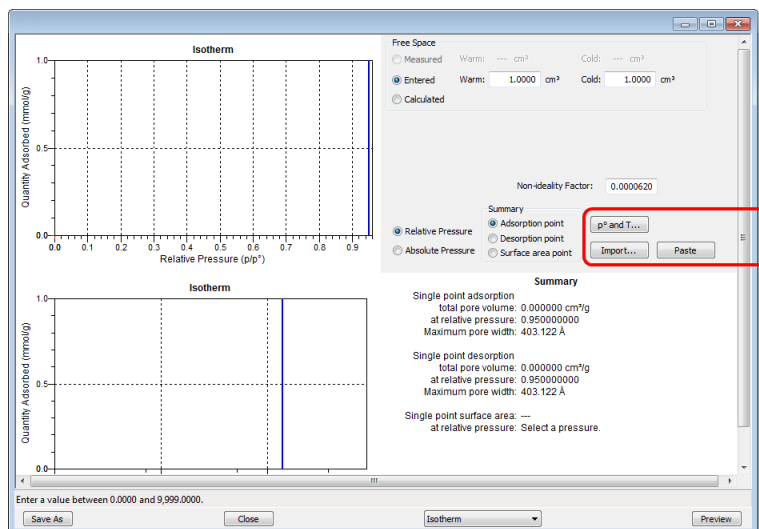 Isotherm
1.0
0.5
0.0
Quantity Adsorbed (mmol/g)
0.0 0.1 0.2 0.3 0.4 0.5 0.6 0.7 0.8 0.9
Relative Pressure (p/p°)
Free Space
Measured Warm: --- cm³ Cold: --- cm³
Entered Warm: 1.0000 cm³ Cold: 1.0000 cm³
Calculated
Non-ideality Factor: 0.0000620
Relative Pressure
Absolute Pressure
Summary
Adsorption point
Desorption point
Surface area point
p° and T...
Import... Paste
Isotherm
1.0
0.5
0.0
Quantity Adsorbed (mmol/g)
Summary
Single point adsorption
total pore volume: 0.000000 cm³/g
at relative pressure: 0.950000000
Maximum pore width: 403.122 Å
Single point desorption
total pore volume: 0.000000 cm³/g
at relative pressure: 0.950000000
Maximum pore width: 403.122 Å
Single point surface area: ---
at relative pressure: Select a pressure.
Enter a value between 0.0000 and 9,999.0000.
Save As Close Isotherm Preview